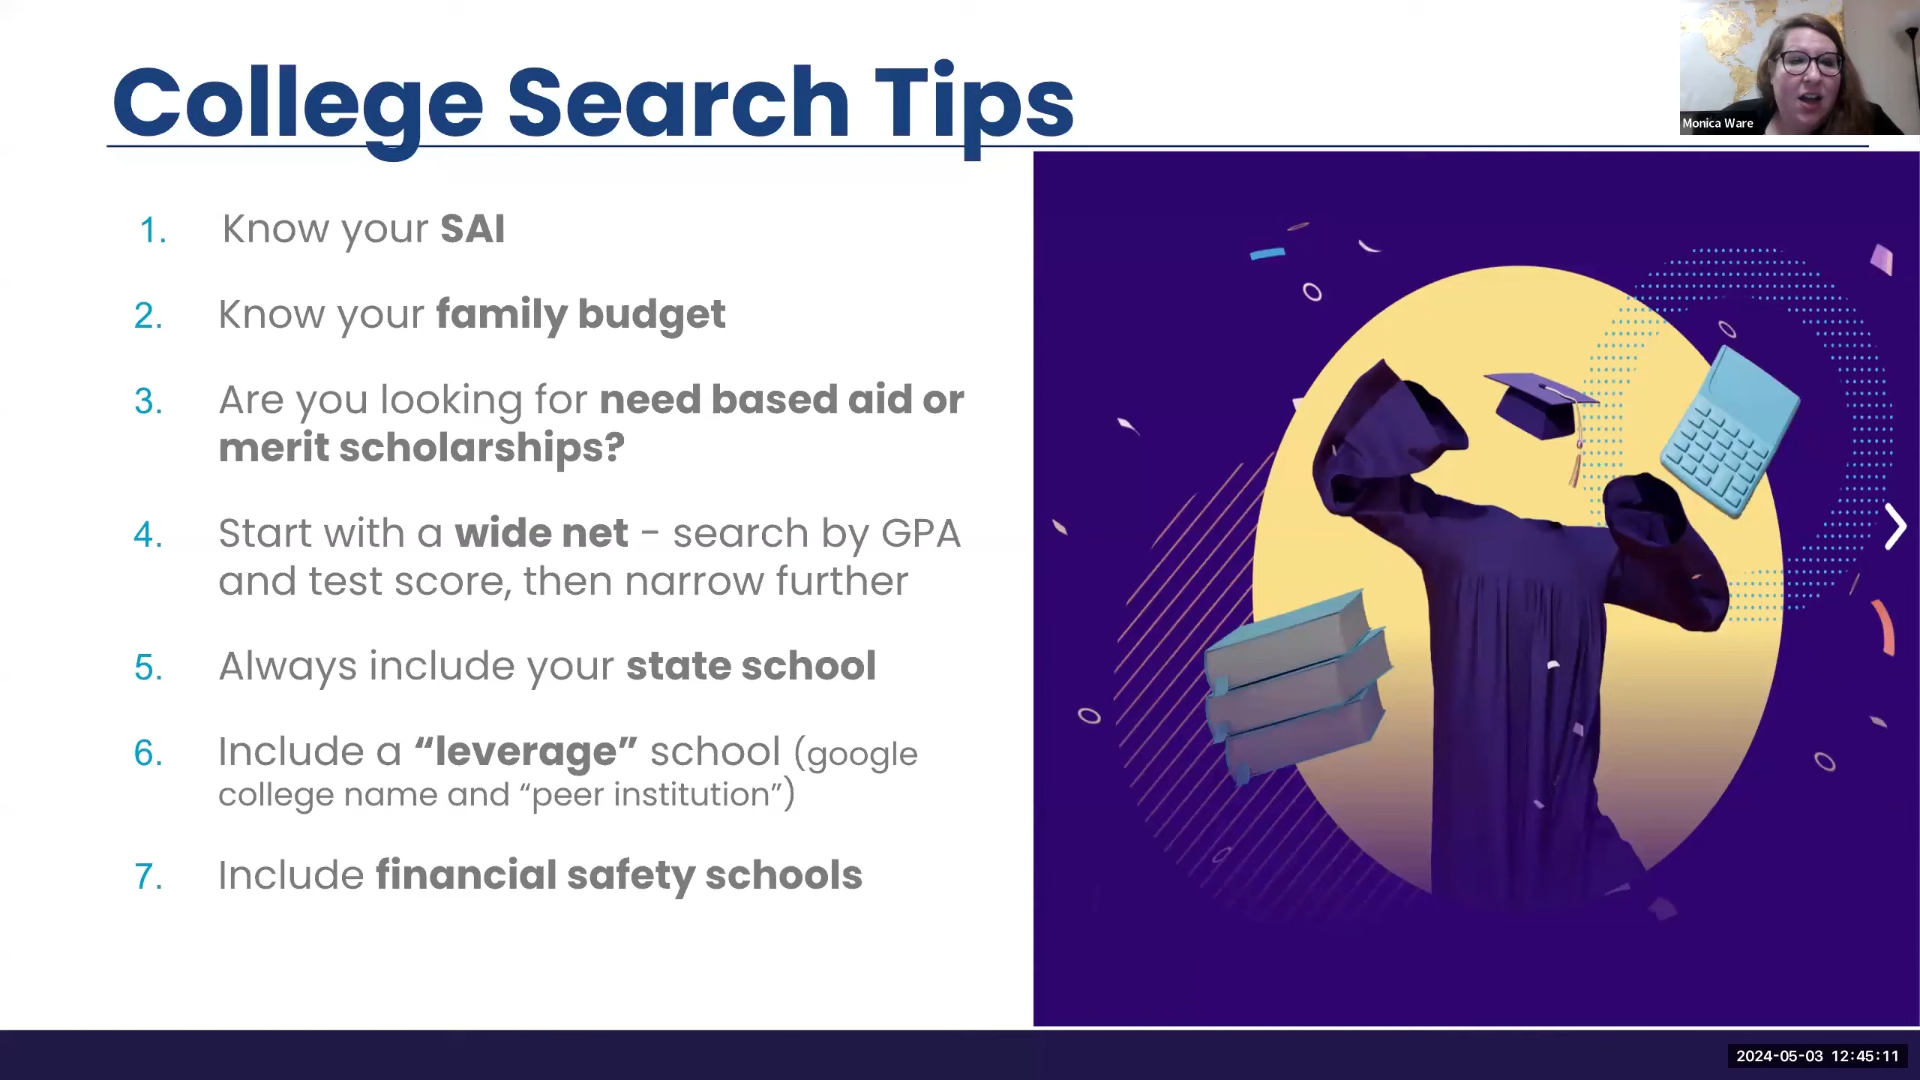 College Search Tips
Monica Ware
1. Know your SAI
2. Know your family budget
3. Are you looking for need based aid or
merit scholarships?
4. Start with a wide net - search by GPA
and test score, then narrow further
5. Always include your state school
6. Include a “leverage” school (google
college name and “peer institution”)
7. Include financial safety schools
2024-05-03 12:45:11